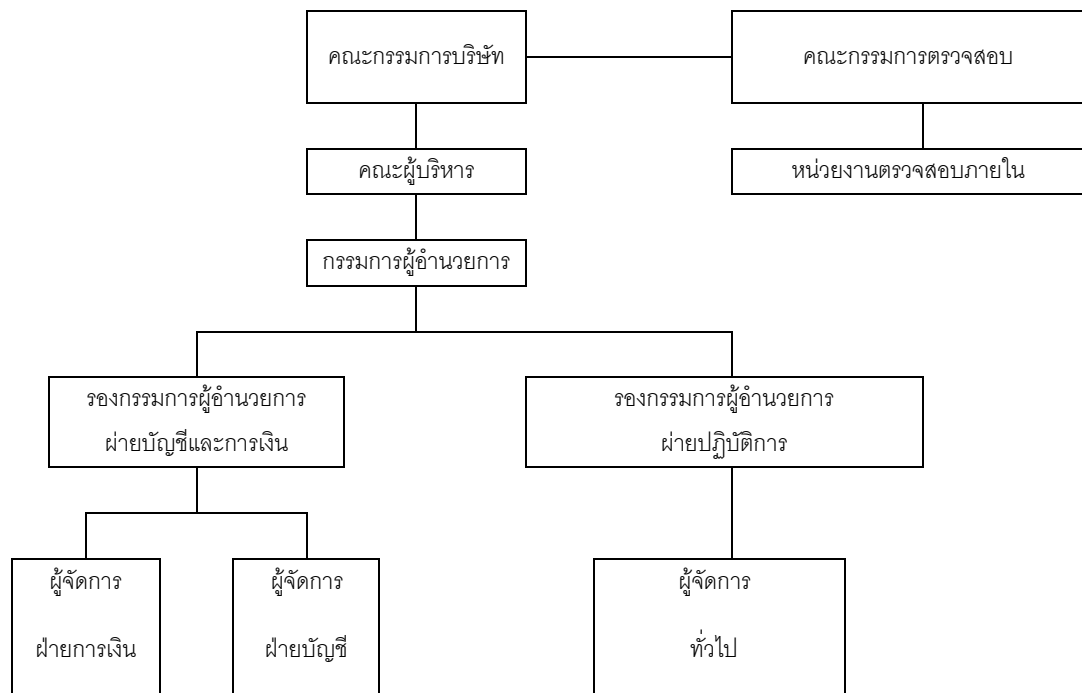 คณะกรรมการบริษัท
คณะกรรมการตรวจสอบ
คณะผู้บริหาร
หน่วยงานตรวจสอบภายใน
กรรมการผู้อำนวยการ
รองกรรมการผู้อำนวยการ
ฝ่ายบัญชีและการเงิน
รองกรรมการผู้อำนวยการ
ฝ่ายปฏิบัติการ
ผู้จัดการ
ฝ่ายการเงิน
ผู้จัดการ
ฝ่ายบัญชี
ผู้จัดการ
ทั่วไป